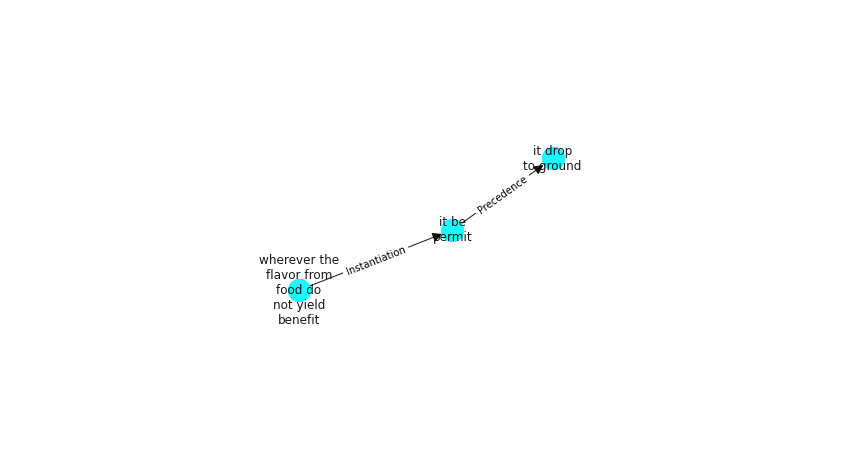 it drop
to ground
Precedence
it be
permit
Instantiation
wherever the
flavor from
food do
not yield
benefit